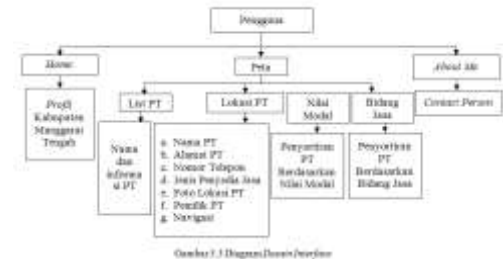 Pengguna
Home
Peta
About Me
Profil
Kabupaten
Manggarai
Tengah
List PT
Lokasi PT
Nilai
Modal
Bidang
Jasa
Contact Person
Nama
dan
informa
si PT
a. Nama PT
b. Alamat PT
c. Nomor Telepon
d. Jenis Penyedia Jasa
e. Foto Lokasi PT
f. Pemilik PT
g. Navigasi
Penyortiran
PT
Berdasarkan
Nilai Modal
Penyortiran
PT
Berdasarkan
Bidang Jasa
Gambar 3.3 Diagram Desain Interface